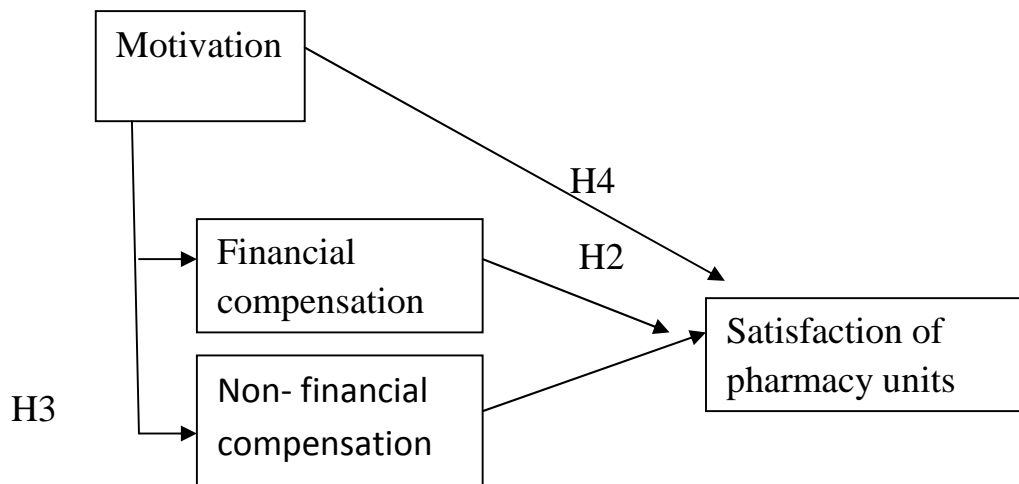 Motivation
H4
Financial
compensation
H2
Satisfaction of
pharmacy units
Non- financial
compensation
H3